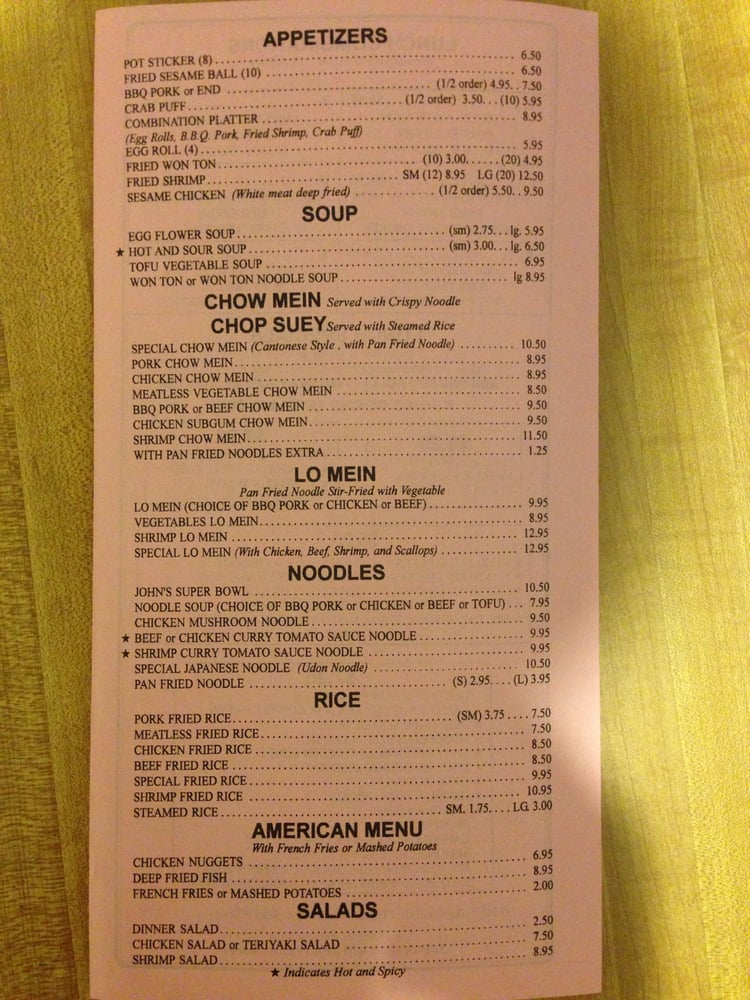 APPETIZERS
POT STICKER (8) ........ 6.50
FRIED SESAME BALL (10) ........ 6.50
BBQ PORK or END ........ (1/2 order) 4.95. . 7.50
CRAB PUFF ........ (1/2 order) 3.50. . . (10) 5.95
COMBINATION PLATTER ........ 8.95
(Egg Rolls, B.B.Q. Pork, Fried Shrimp, Crab Puff)
EGG ROLL (4) ........ 5.95
FRIED WON TON ........ (10) 3.00. . . . . . (20) 4.95
FRIED SHRIMP ........ SM (12) 8.95 LG (20) 12.50
SESAME CHICKEN (White meat deep fried) ........ (1/2 order) 5.50. . 9.50
SOUP
EGG FLOWER SOUP ........ (sm) 2.75. . . lg. 5.95
★ HOT AND SOUR SOUP ........ (sm) 3.00. . . lg. 6.50
TOFU VEGETABLE SOUP ........ 6.95
WON TON or WON TON NOODLE SOUP ........ lg 8.95
CHOW MEIN Served with Crispy Noodle
CHOP SUEY Served with Steamed Rice
SPECIAL CHOW MEIN (Cantonese Style , with Pan Fried Noodle) ........ 10.50
PORK CHOW MEIN ........ 8.95
CHICKEN CHOW MEIN ........ 8.95
MEATLESS VEGETABLE CHOW MEIN ........ 8.50
BBQ PORK or BEEF CHOW MEIN ........ 9.50
CHICKEN SUBGUM CHOW MEIN ........ 9.50
SHRIMP CHOW MEIN ........ 11.50
WITH PAN FRIED NOODLES EXTRA ........ 1.25
LO MEIN
Pan Fried Noodle Stir-Fried with Vegetable
LO MEIN (CHOICE OF BBQ PORK or CHICKEN or BEEF) ........ 9.95
VEGETABLES LO MEIN ........ 8.95
SHRIMP LO MEIN ........ 12.95
SPECIAL LO MEIN (With Chicken, Beef, Shrimp, and Scallops) ........ 12.95
NOODLES
JOHN'S SUPER BOWL ........ 10.50
NOODLE SOUP (CHOICE OF BBQ PORK or CHICKEN or BEEF or TOFU) . . . 7.95
CHICKEN MUSHROOM NOODLE ........ 9.50
★ BEEF or CHICKEN CURRY TOMATO SAUCE NOODLE ........ 9.95
★ SHRIMP CURRY TOMATO SAUCE NOODLE ........ 9.95
SPECIAL JAPANESE NOODLE (Udon Noodle) ........ 10.50
PAN FRIED NOODLE ........ (S) 2.95. . . . (L) 3.95
RICE
PORK FRIED RICE ........ (SM) 3.75 . . . . 7.50
MEATLESS FRIED RICE ........ 7.50
CHICKEN FRIED RICE ........ 8.50
BEEF FRIED RICE ........ 8.50
SPECIAL FRIED RICE ........ 9.95
SHRIMP FRIED RICE ........ 10.95
STEAMED RICE ........ SM. 1.75. . . . LG. 3.00
AMERICAN MENU
With French Fries or Mashed Potatoes
CHICKEN NUGGETS ........ 6.95
DEEP FRIED FISH ........ 8.95
FRENCH FRIES or MASHED POTATOES ........ 2.00
SALADS
DINNER SALAD ........ 2.50
CHICKEN SALAD or TERIYAKI SALAD ........ 7.50
SHRIMP SALAD ........ 8.95
★ Indicates Hot and Spicy